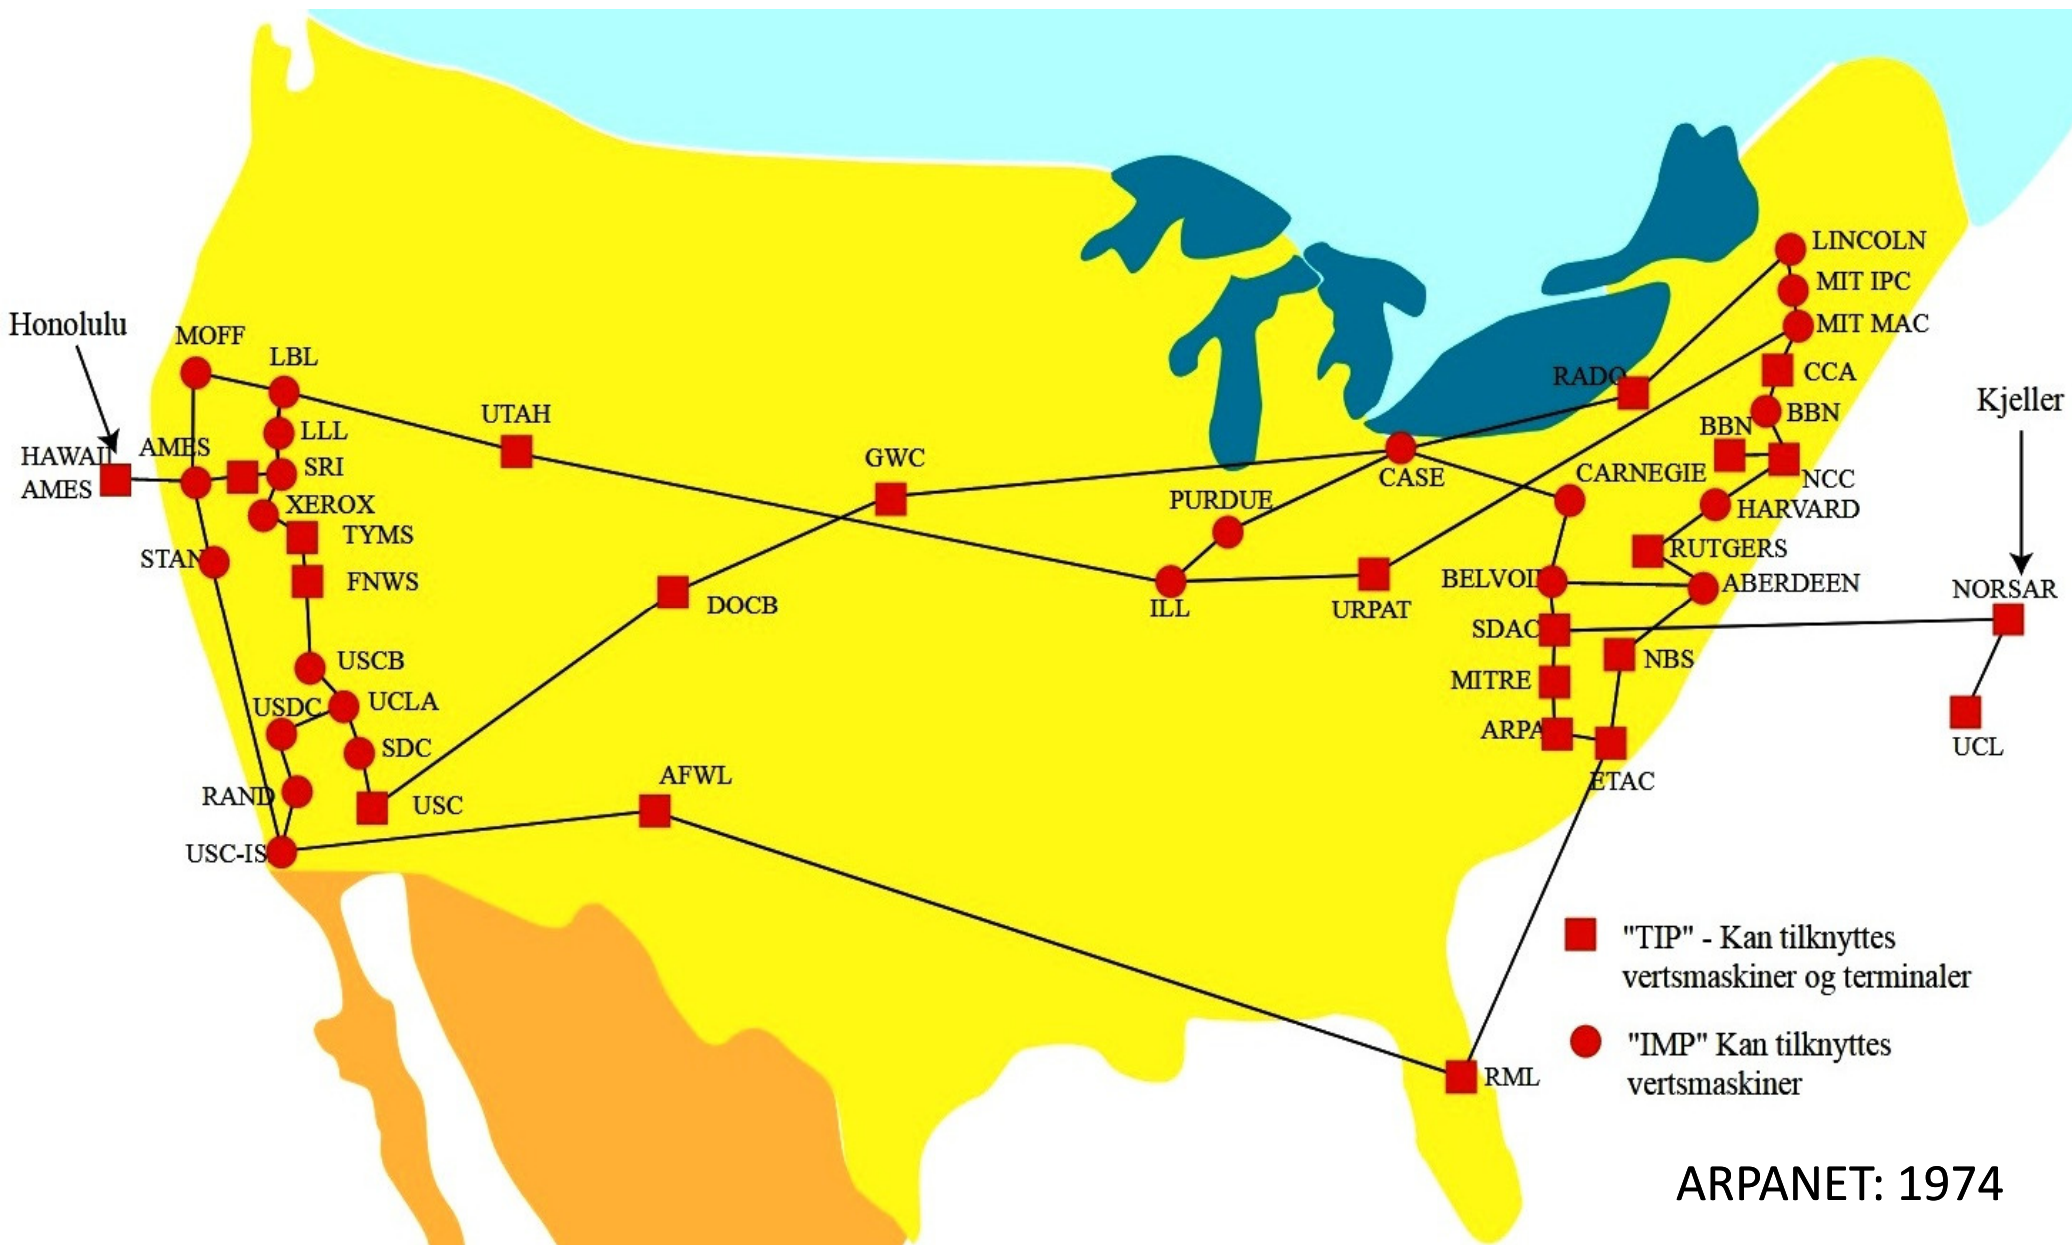 LINCOLN
MIT IPC
MIT MAC
Honolulu
MOFF
LBL
RADO
CCA
Kjeller
UTAH
BBN
BBN
LLL
AMES
HAWAII
AMES
SRI
GWC
CASE
CARNEGIE
NCC
XEROX
PURDUE
HARVARD
TYMS
STAN
RUTGERS
FNWS
BELVOI
ABERDEEN
NORSAR
DOCB
ILL
URPAT
SDAC
USCB
NBS
MITRE
USDC
UCLA
ARPA
SDC
UCL
AFWL
ETAC
RAND
USC
USC-IS
"TIP" - Kan tilknyttes
vertsmaskiner og terminaler
"IMP" Kan tilknyttes
vertsmaskiner
RML
ARPANET: 1974